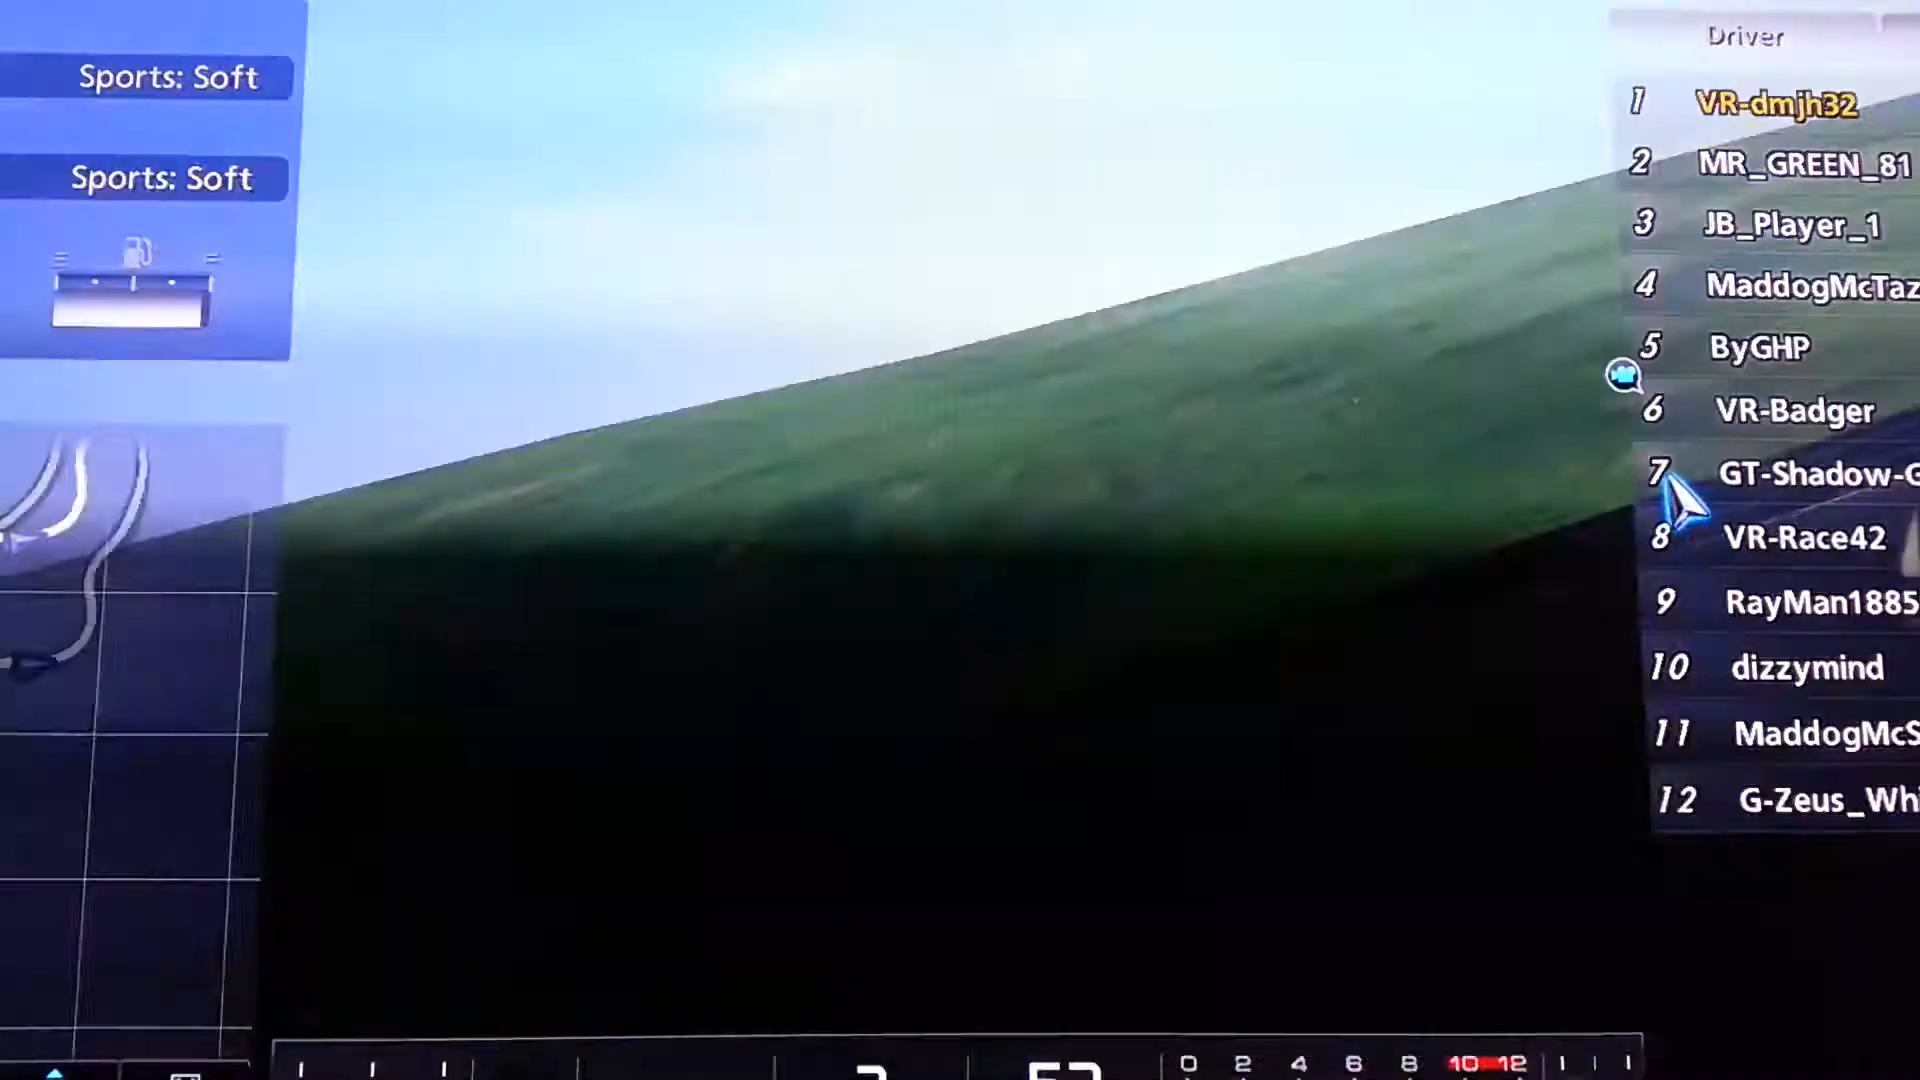 Sports: Soft
Sports: Soft
Driver
1 VR-dmjh32
2 MR_GREEN_81
3 JB_Player_1
4 MaddogMcTaz
5 ByGHP
6 VR-Badger
7 GT-Shadow-G
8 VR-Race42
9 RayMan1885
10 dizzymind
11 MaddogMcS
12 G-Zeus_Whi
0 2 4 6 8 10 12